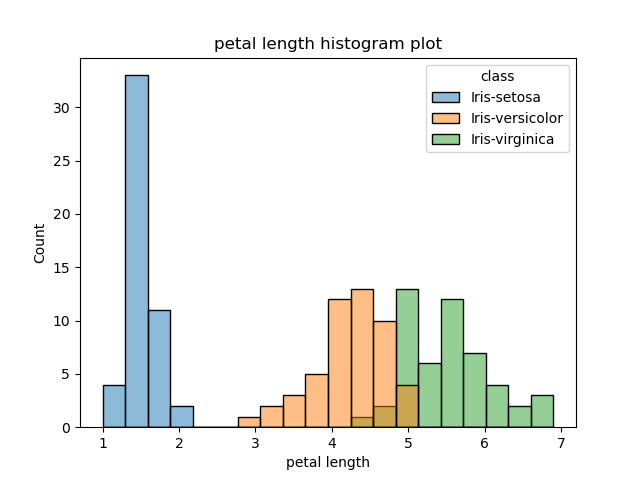 petal length histogram plot
class
Iris-setosa
Iris-versicolor
Iris-virginica
Count
30
25
20
15
10
5
0
1 2 3 4 5 6 7
petal length